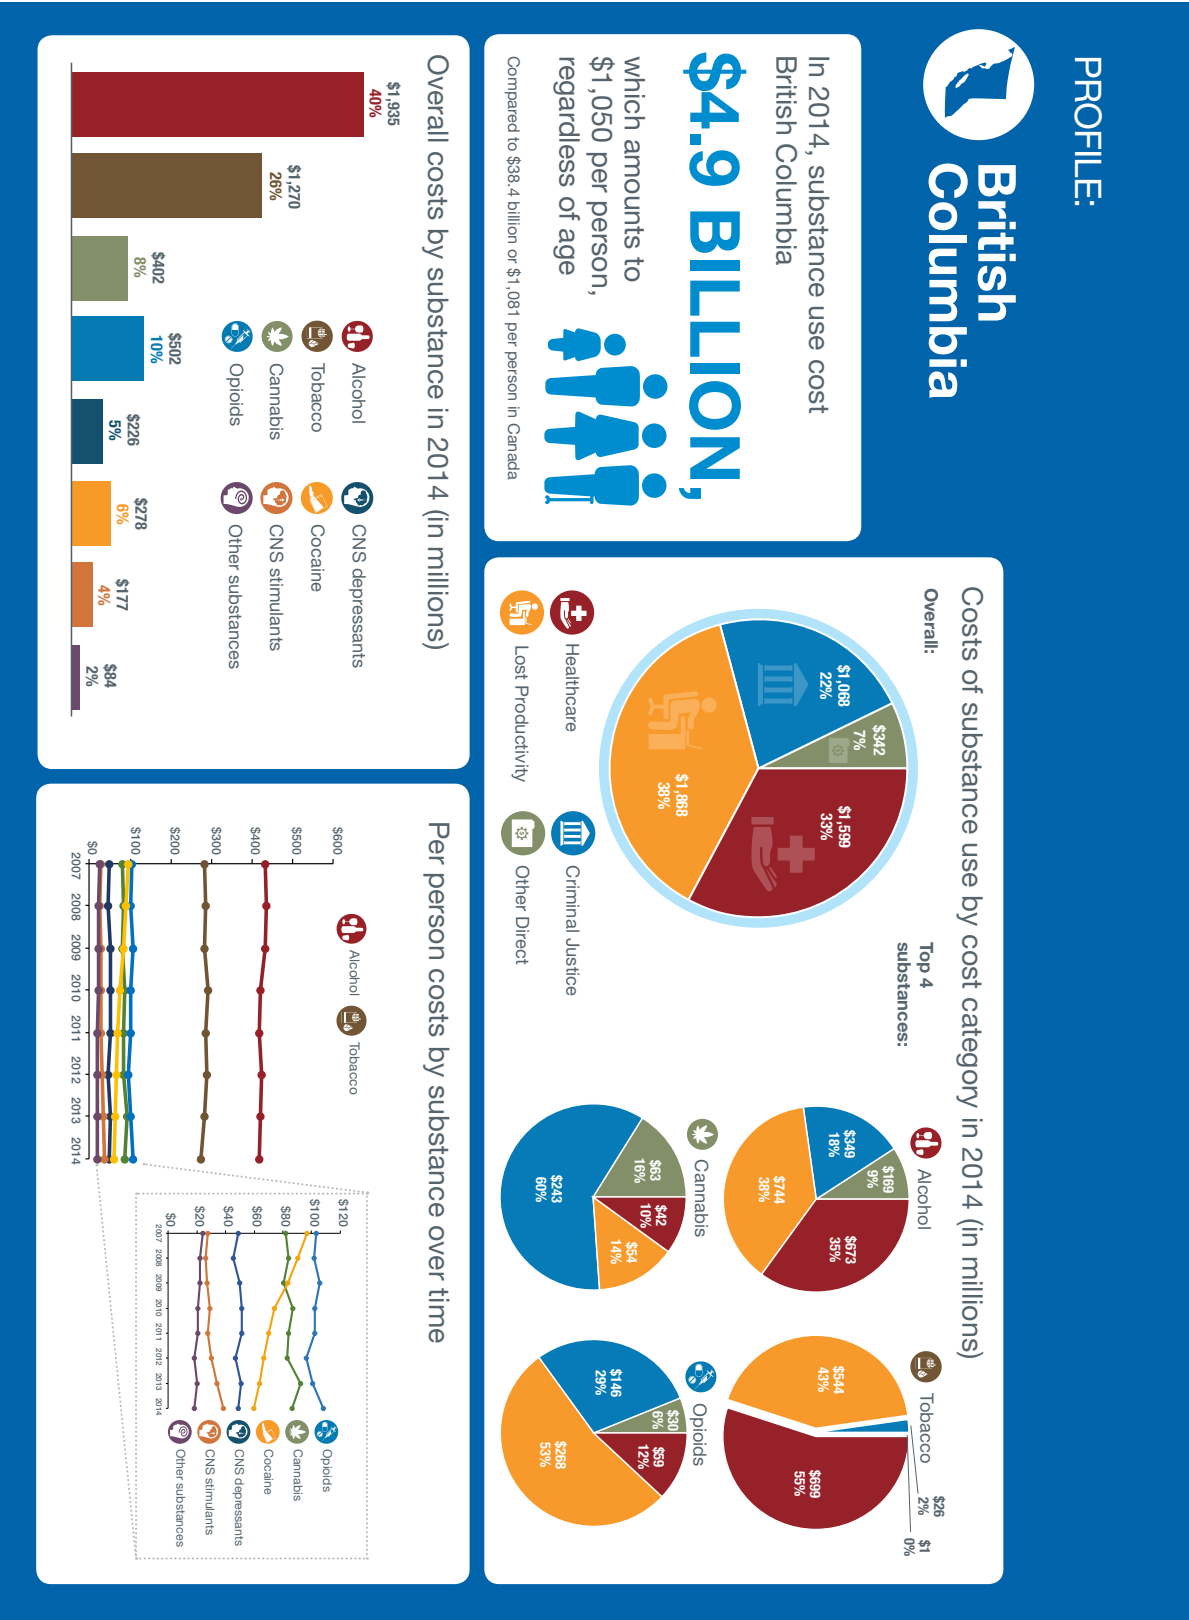 PROFILE:
British
Columbia
In 2014, substance use cost
British Columbia
$4.9 BILLION,
which amounts to
$1,050 per person,
regardless of age
Compared to $38.4 billion or $1,081 per person in Canada
Costs of substance use by cost category in 2014 (in millions)
Overall:
$342
7%
$1,068
22%
$1,599
33%
$1,868
38%
Healthcare
Criminal Justice
Lost Productivity
Other Direct
Top 4
substances:
Alcohol
$169
9%
$349
18%
$673
35%
$744
38%
Tobacco
$26
2%
$1
0%
$544
43%
$699
55%
Cannabis
$63
16%
$42
10%
$54
14%
$243
60%
Opioids
$30
6%
$146
29%
$59
12%
$268
53%
Overall costs by substance in 2014 (in millions)
$1,935
40%
$1,270
26%
$402
8%
$502
10%
$226
5%
$278
6%
$177
4%
$84
2%
Alcohol
CNS depressants
Tobacco
Cocaine
Cannabis
CNS stimulants
Opioids
Other substances
Per person costs by substance over time
Alcohol
Tobacco
$600
$500
$400
$300
$200
$100
$0
2007 2008 2009 2010 2011 2012 2013 2014
$120
$100
$80
$60
$40
$20
$0
2007 2008 2009 2010 2011 2012 2013 2014
Opioids
Cannabis
Cocaine
CNS depressants
CNS stimulants
Other substances